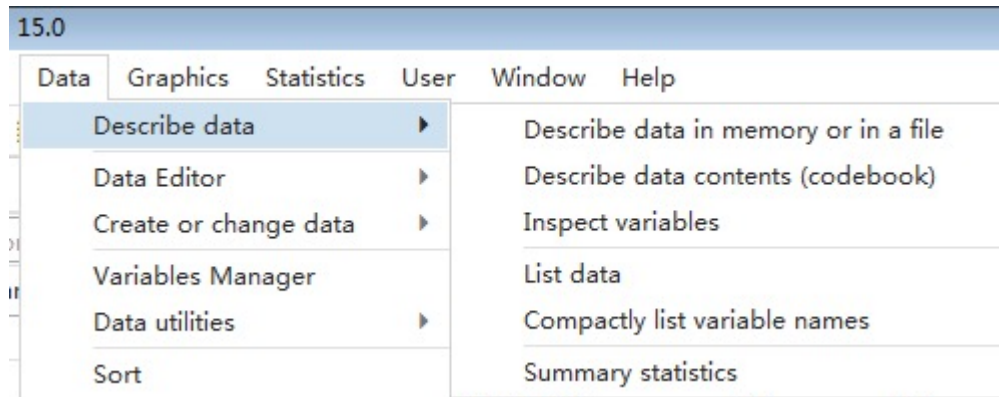 15.0
Data Graphics Statistics User Window Help
Describe data
Data Editor
Create or change data
Variables Manager
Data utilities
Sort
Describe data in memory or in a file
Describe data contents (codebook)
Inspect variables
List data
Compactly list variable names
Summary statistics